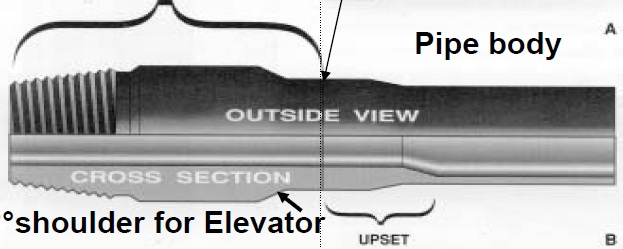 A
Pipe body
OUTSIDE VIEW
CROSS SECTION
°shoulder for Elevator
UPSET
B